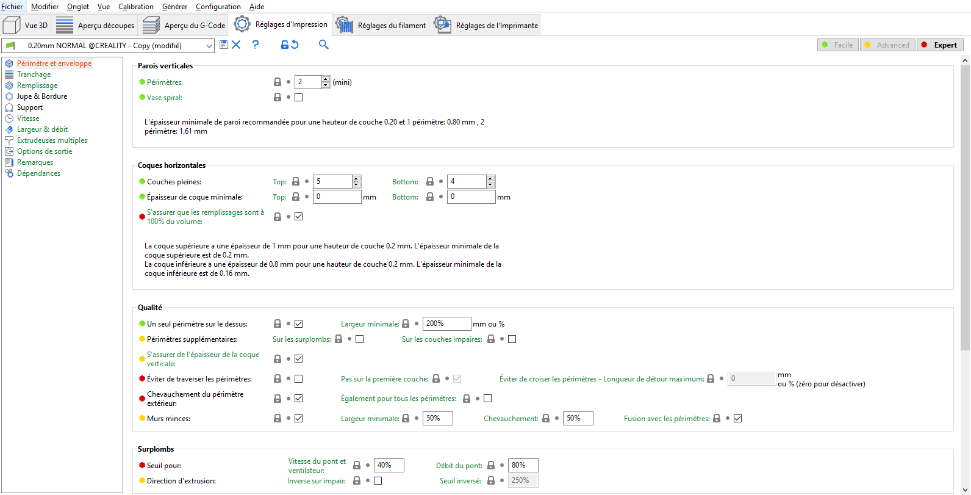 Fichier Modifier Onglet Vue Calibration Générer Configuration Aide
Vue 3D Aperçu découpes Aperçu du G-Code Réglages d'Impression Réglages du filament Réglages de l'Imprimante
0.20mm NORMAL @CREALITY - Copy (modifié) ? Facile Advanced Expert
Périmètre et enveloppe
Tranchage
Remplissage
Jupe & Bordure
Support
Vitesse
Largeur & débit
Extrudeuses multiples
Options de sortie
Remarques
Dépendances
Parois verticales
Périmètres: 2 (mini)
Vase spiral:
L'épaisseur minimale de paroi recommandée pour une hauteur de couche 0.20 et 1 périmètre: 0.80 mm , 2
périmètre: 1.61 mm
Coques horizontales
Couches pleines: Top: 5 Bottom: 4
Épaisseur de coque minimale: Top: 0 mm Bottom: 0 mm
S'assurer que les remplissages sont à
100% du volume:
La coque supérieure a une épaisseur de 1 mm pour une hauteur de couche 0.2 mm. L'épaisseur minimale de la
coque supérieure est de 0.2 mm.
La coque inférieure a une épaisseur de 0.8 mm pour une hauteur de couche 0.2 mm. L'épaisseur minimale de la
coque inférieure est de 0.16 mm.
Qualité
Un seul périmètre sur le dessus: Largeur minimale: 200% mm ou %
Périmètres supplémentaires: Sur les surplombs: Sur les couches impaires:
S'assurer de l'épaisseur de la coque
verticale:
Éviter de traverser les périmètres: Pas sur la première couche: Éviter de croiser les périmètres - Longueur de détour maximum: 0 mm
ou % (zéro pour désactiver)
Chevauchement du périmètre
extérieur: Également pour tous les périmètres:
Murs minces: Largeur minimale: 50% Chevauchement: 50% Fusion avec les périmètres:
Surplombs
Seuil pour: Vitesse du pont et
ventilateur: 40% Débit du pont: 80%
Direction d'extrusion: Inverse sur impair: Seuil inversé: 250%